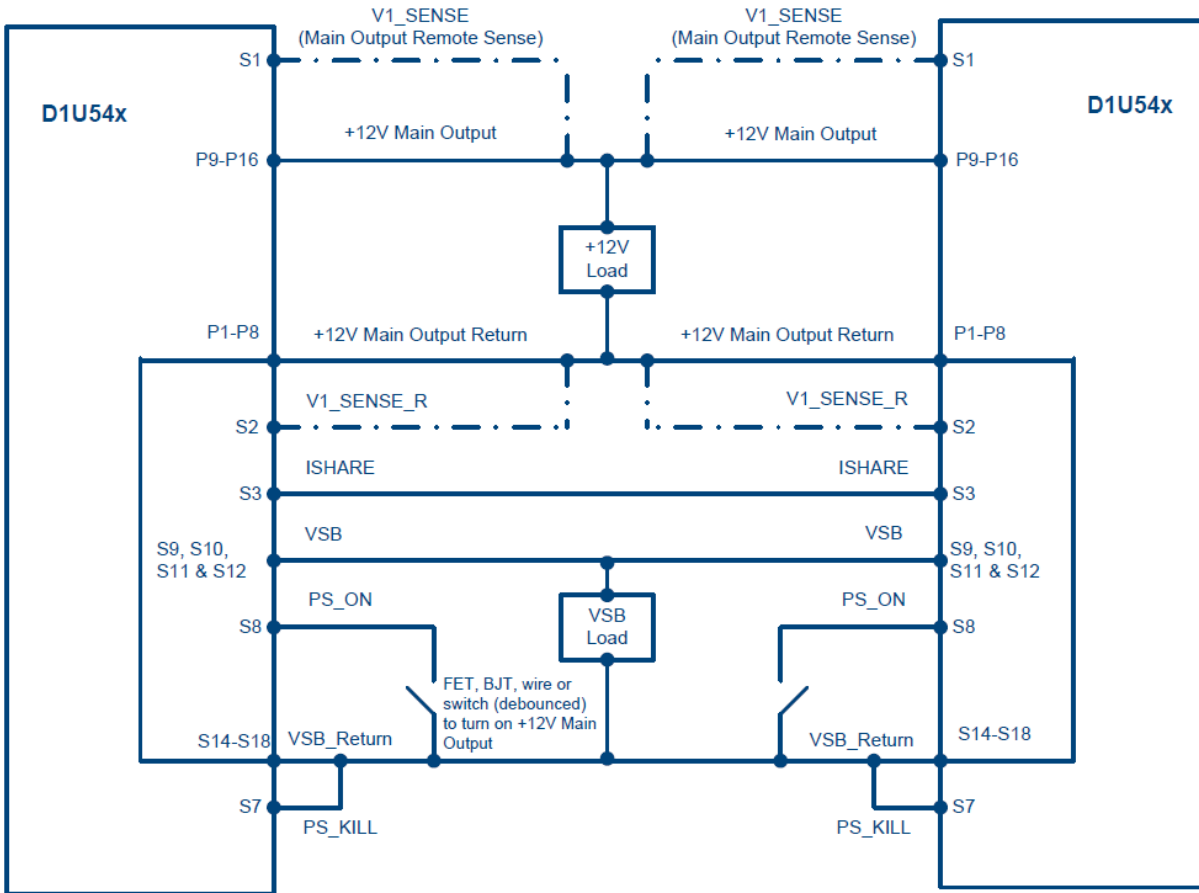 V1_SENSE
(Main Output Remote Sense)
V1_SENSE
(Main Output Remote Sense)
S1
S1
D1U54x
D1U54x
+12V Main Output
+12V Main Output
P9-P16
P9-P16
+12V
Load
P1-P8
+12V Main Output Return
+12V Main Output Return
P1-P8
V1_SENSE_R
V1_SENSE_R
S2
S2
ISHARE
ISHARE
S3
S3
VSB
VSB
S9, S10,
S11 & S12
S9, S10,
S11 & S12
PS_ON
PS_ON
VSB
Load
S8
S8
FET, BJT, wire or
switch (debounced)
to turn on +12V Main
Output
S14-S18
VSB_Return
VSB_Return
S14-S18
S7
S7
PS_KILL
PS_KILL